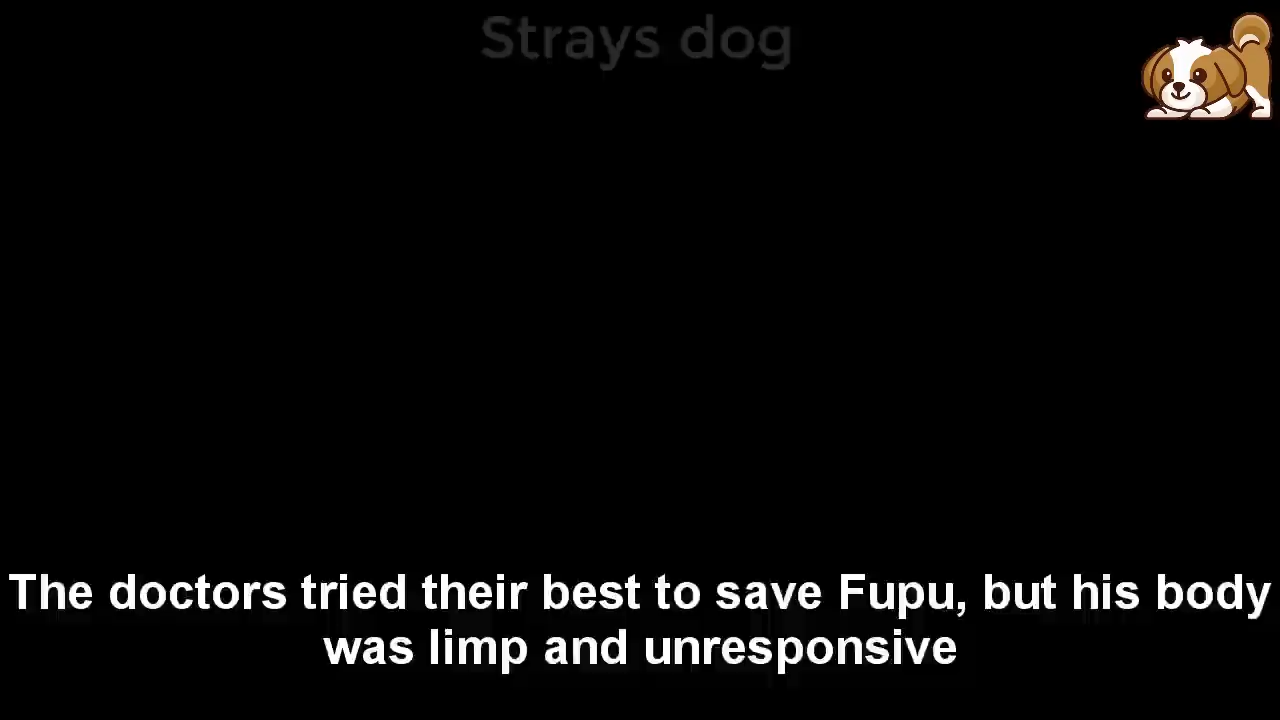 Strays dog
The doctors tried their best to save Fupu, but his body
was limp and unresponsive